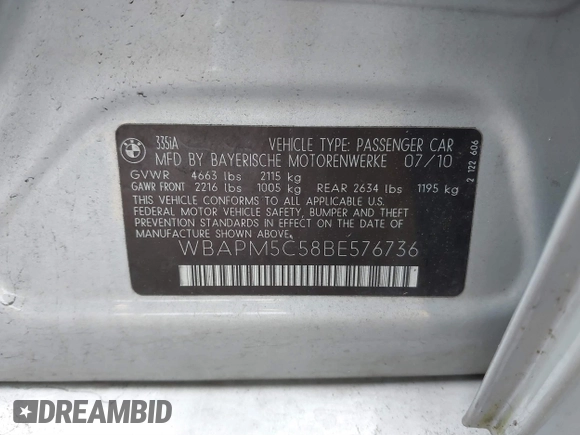 BMW
335iA
VEHICLE TYPE: PASSENGER CAR
MFD BY BAYERISCHE MOTORENWERKE 07/10
GVWR 4663 lbs 2115 kg
GAWR FRONT 2216 lbs 1005 kg REAR 2634 lbs 1195 kg
THIS VEHICLE CONFORMS TO ALL APPLICABLE U.S.
FEDERAL MOTOR VEHICLE SAFETY, BUMPER AND THEFT
PREVENTION STANDARDS IN EFFECT ON THE DATE
OF MANUFACTURE SHOWN ABOVE.
WBAPM5C58BE576736
2 122 606
DREAMBID